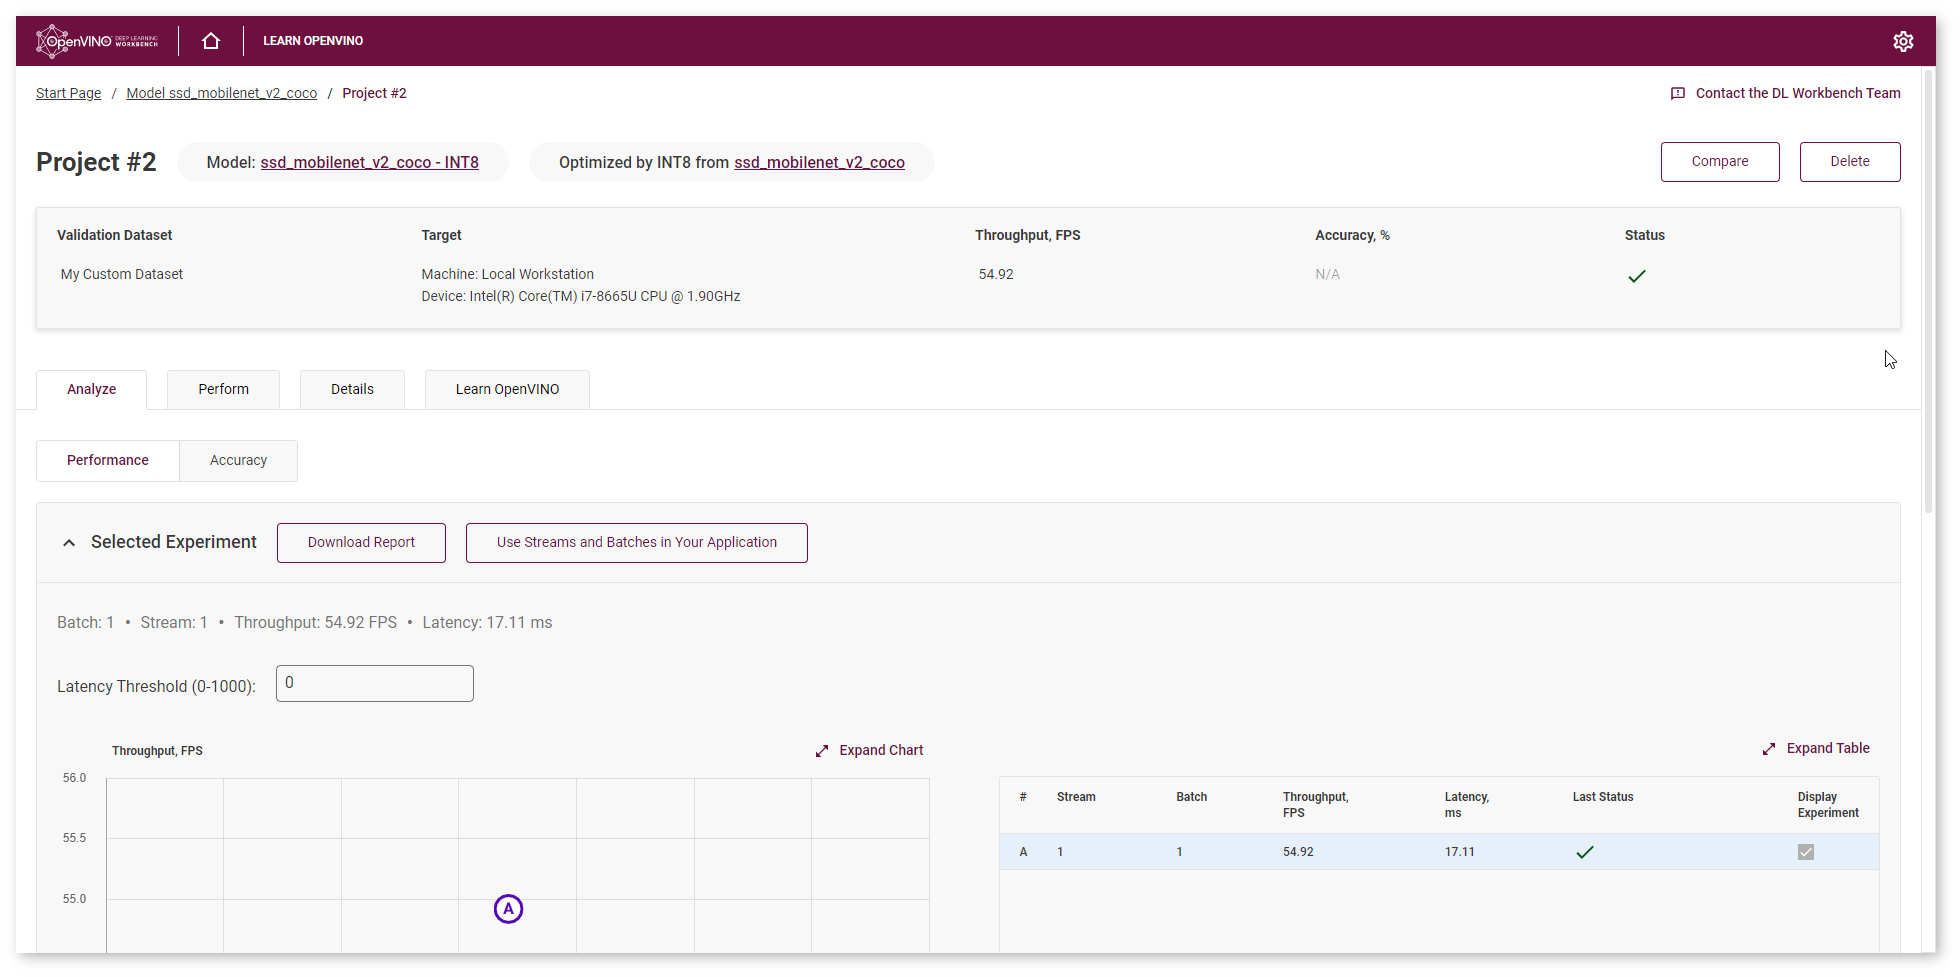 OpenVINO DEEP LEARNING WORKBENCH
LEARN OPENVINO
Start Page / Model ssd_mobilenet_v2_coco / Project #2
Contact the DL Workbench Team
Project #2
Model: ssd_mobilenet_v2_coco - INT8
Optimized by INT8 from ssd_mobilenet_v2_coco
Compare
Delete
Validation Dataset
Target
Throughput, FPS
Accuracy, %
Status
My Custom Dataset
Machine: Local Workstation
Device: Intel(R) Core(TM) i7-8665U CPU @ 1.90GHz
54.92
N/A
Analyze
Perform
Details
Learn OpenVINO
Performance
Accuracy
Selected Experiment
Download Report
Use Streams and Batches in Your Application
Batch: 1 • Stream: 1 • Throughput: 54.92 FPS • Latency: 17.11 ms
Latency Threshold (0-1000):
0
Throughput, FPS
Expand Chart
56.0
55.5
55.0
A
Expand Table
#
Stream
Batch
Throughput,
FPS
Latency,
ms
Last Status
Display
Experiment
A 1 1 54.92 17.11